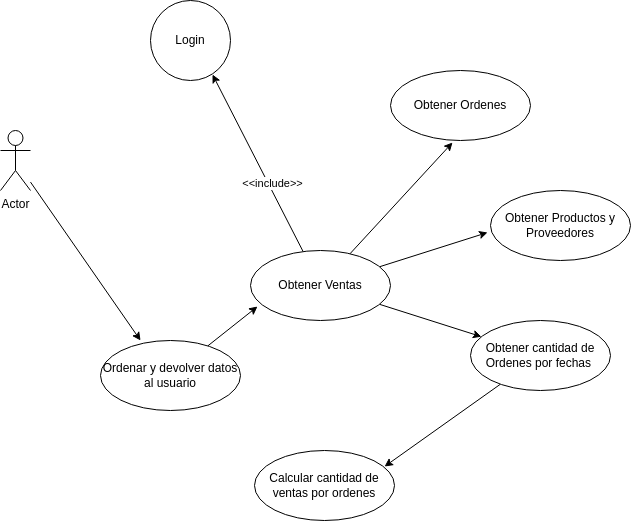 Login
Obtener Ordenes
<<include>>
Actor
Obtener Productos y
Proveedores
Obtener Ventas
Obtener cantidad de
Ordenes por fechas
Ordenar y devolver datos
al usuario
Calcular cantidad de
ventas por ordenes